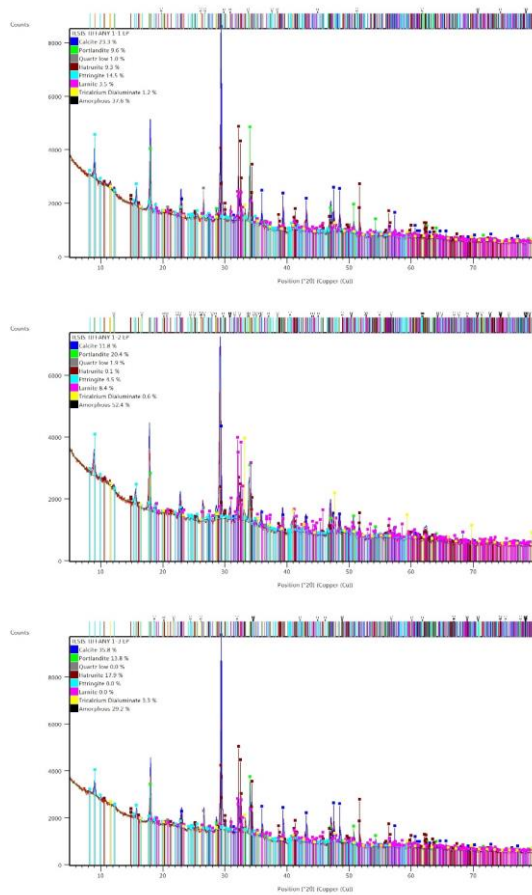 Counts
8000
6000
4000
2000
0
Calcite 23.3 %
Portlandite 9.6 %
Quartz low 1.0 %
Hatrurite 9.3 %
Ettringite 14.5 %
Larnite 3.5 %
Tricalcium Dialuminate 1.2 %
Amorphous 37.6 %
10 20 30 40 50 60 70
Position [°2θ] (Copper (Cu))
Counts
6000
4000
2000
0
Calcite 11.8 %
Portlandite 20.4 %
Quartz low 1.9 %
Hatrurite 0.1 %
Ettringite 4.5 %
Larnite 8.4 %
Tricalcium Dialuminate 0.6 %
Amorphous 52.4 %
10 20 30 40 50 60 70
Position [°2θ] (Copper (Cu))
Counts
8000
6000
4000
2000
0
Calcite 35.8 %
Portlandite 13.8 %
Quartz low 0.0 %
Hatrurite 17.9 %
Ettringite 0.0 %
Larnite 0.0 %
Tricalcium Dialuminate
Amorphous 29.2 %
10 20 30 40 50 60 70
Position [°2θ] (Copper (Cu))